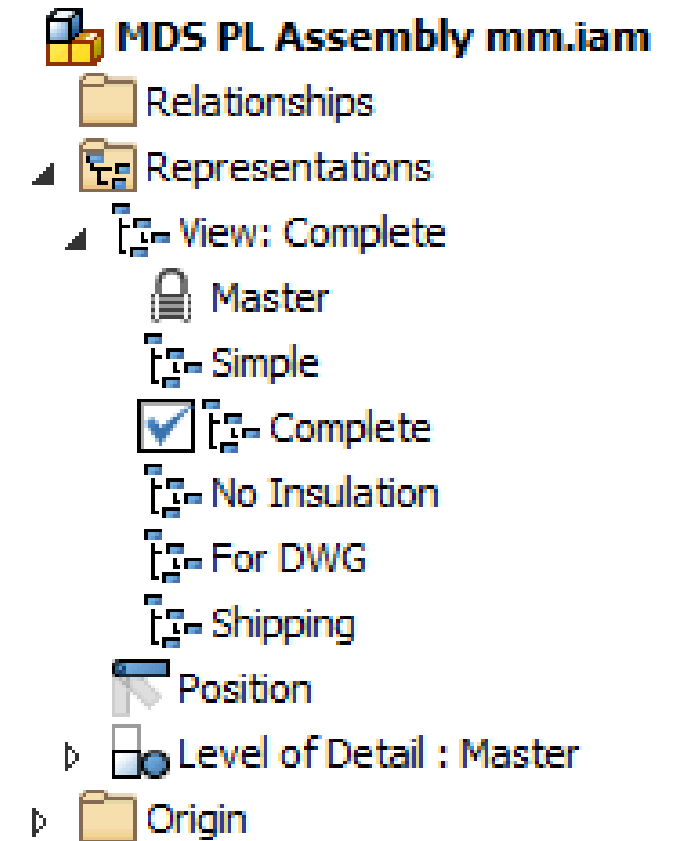 MDS PL Assembly mm.iam
Relationships
Representations
View: Complete
Master
Simple
Complete
No Insulation
For DWG
Shipping
Position
Level of Detail : Master
Origin